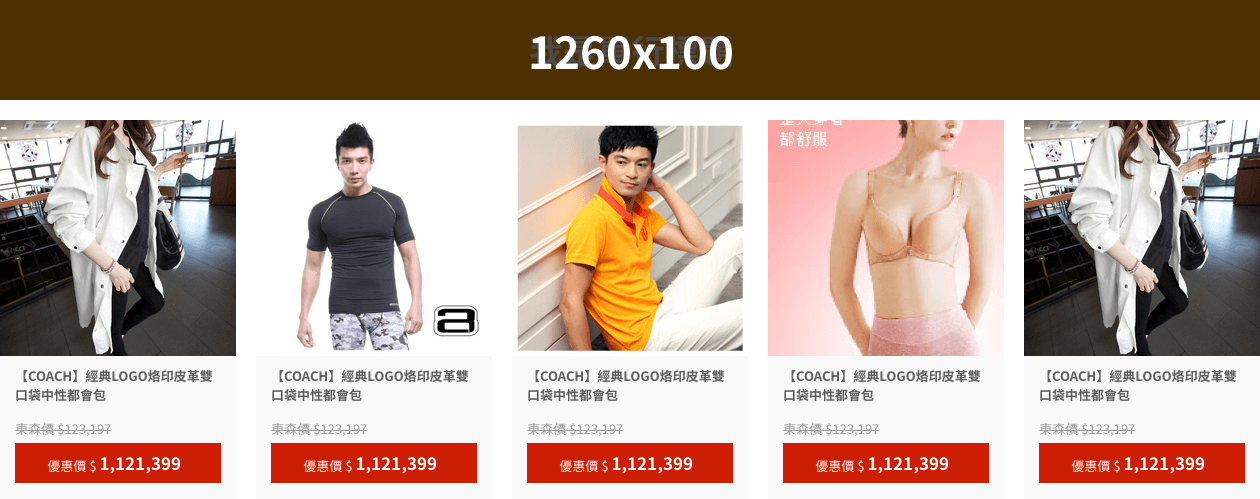 1260x100
都舒服
【COACH】經典LOGO烙印皮革雙
口袋中性都會包
東森價 $123,197
優惠價 $ 1,121,399
【COACH】經典LOGO烙印皮革雙
口袋中性都會包
東森價 $123,197
優惠價 $ 1,121,399
【COACH】經典LOGO烙印皮革雙
口袋中性都會包
東森價 $123,197
優惠價 $ 1,121,399
【COACH】經典LOGO烙印皮革雙
口袋中性都會包
東森價 $123,197
優惠價 $ 1,121,399
【COACH】經典LOGO烙印皮革雙
口袋中性都會包
東森價 $123,197
優惠價 $ 1,121,399